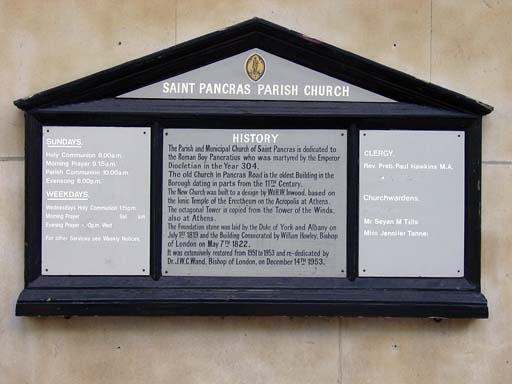 SAINT PANCRAS PARISH CHURCH
SUNDAYS.
Holy Communion 8.00a.m.
Morning Prayer 9.15a.m.
Parish Communion 10.00a.m.
Evensong 6.00p.m.
WEEKDAYS.
Wednesdays Holy Communion 1.15p.m.
Morning Prayer Sat a.m.
Evening Prayer Wed.
For other Services see Weekly Notices.
HISTORY
The Parish and Municipal Church of Saint Pancras is dedicated to
the Roman Boy Pancratius who was martyred by the Emperor
Diocletian in the Year 304.
The old Church in Pancras Road is the oldest Building in the
Borough dating in parts from the 11TH Century.
The New Church was built to a design by W.&H.W. Inwood, based on
the Ionic Temple of the Erectheum on the Acropolis at Athens.
The octagonal Tower is copied from the Tower of the Winds,
also at Athens.
The Foundation stone was laid by the Duke of York and Albany on
July 1ST 1819 and the Building Consecrated by William Howley, Bishop
of London on May 7TH 1822.
It was extensively restored from 1951 to 1953 and re-dedicated by
Dr. J.W.C. Wand, Bishop of London, on December 14TH 1953.
CLERGY.
Rev. Preb. Paul Hawkins M.A.
Churchwardens.
Mr Seyan M Tills
Miss Jennifer Tanne